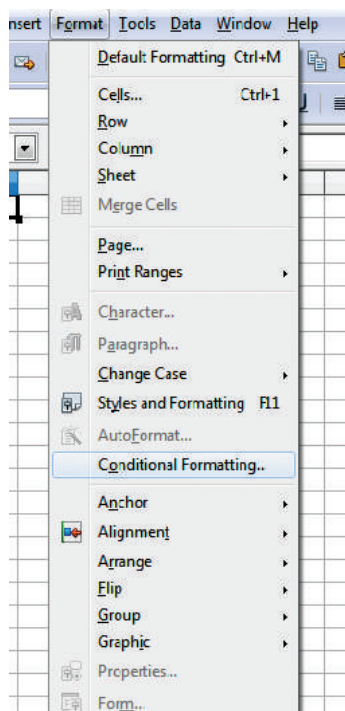 nsert Format Tools Data Window Help
Default Formatting Ctrl+M
Cells... Ctrl+1
Row
Column
Sheet
Merge Cells
Page...
Print Ranges
Character...
Paragraph...
Change Case
Styles and Formatting F11
AutoFormat...
Conditional Formatting..
Anchor
Alignment
Arrange
Flip
Group
Graphic
Properties...
Form...